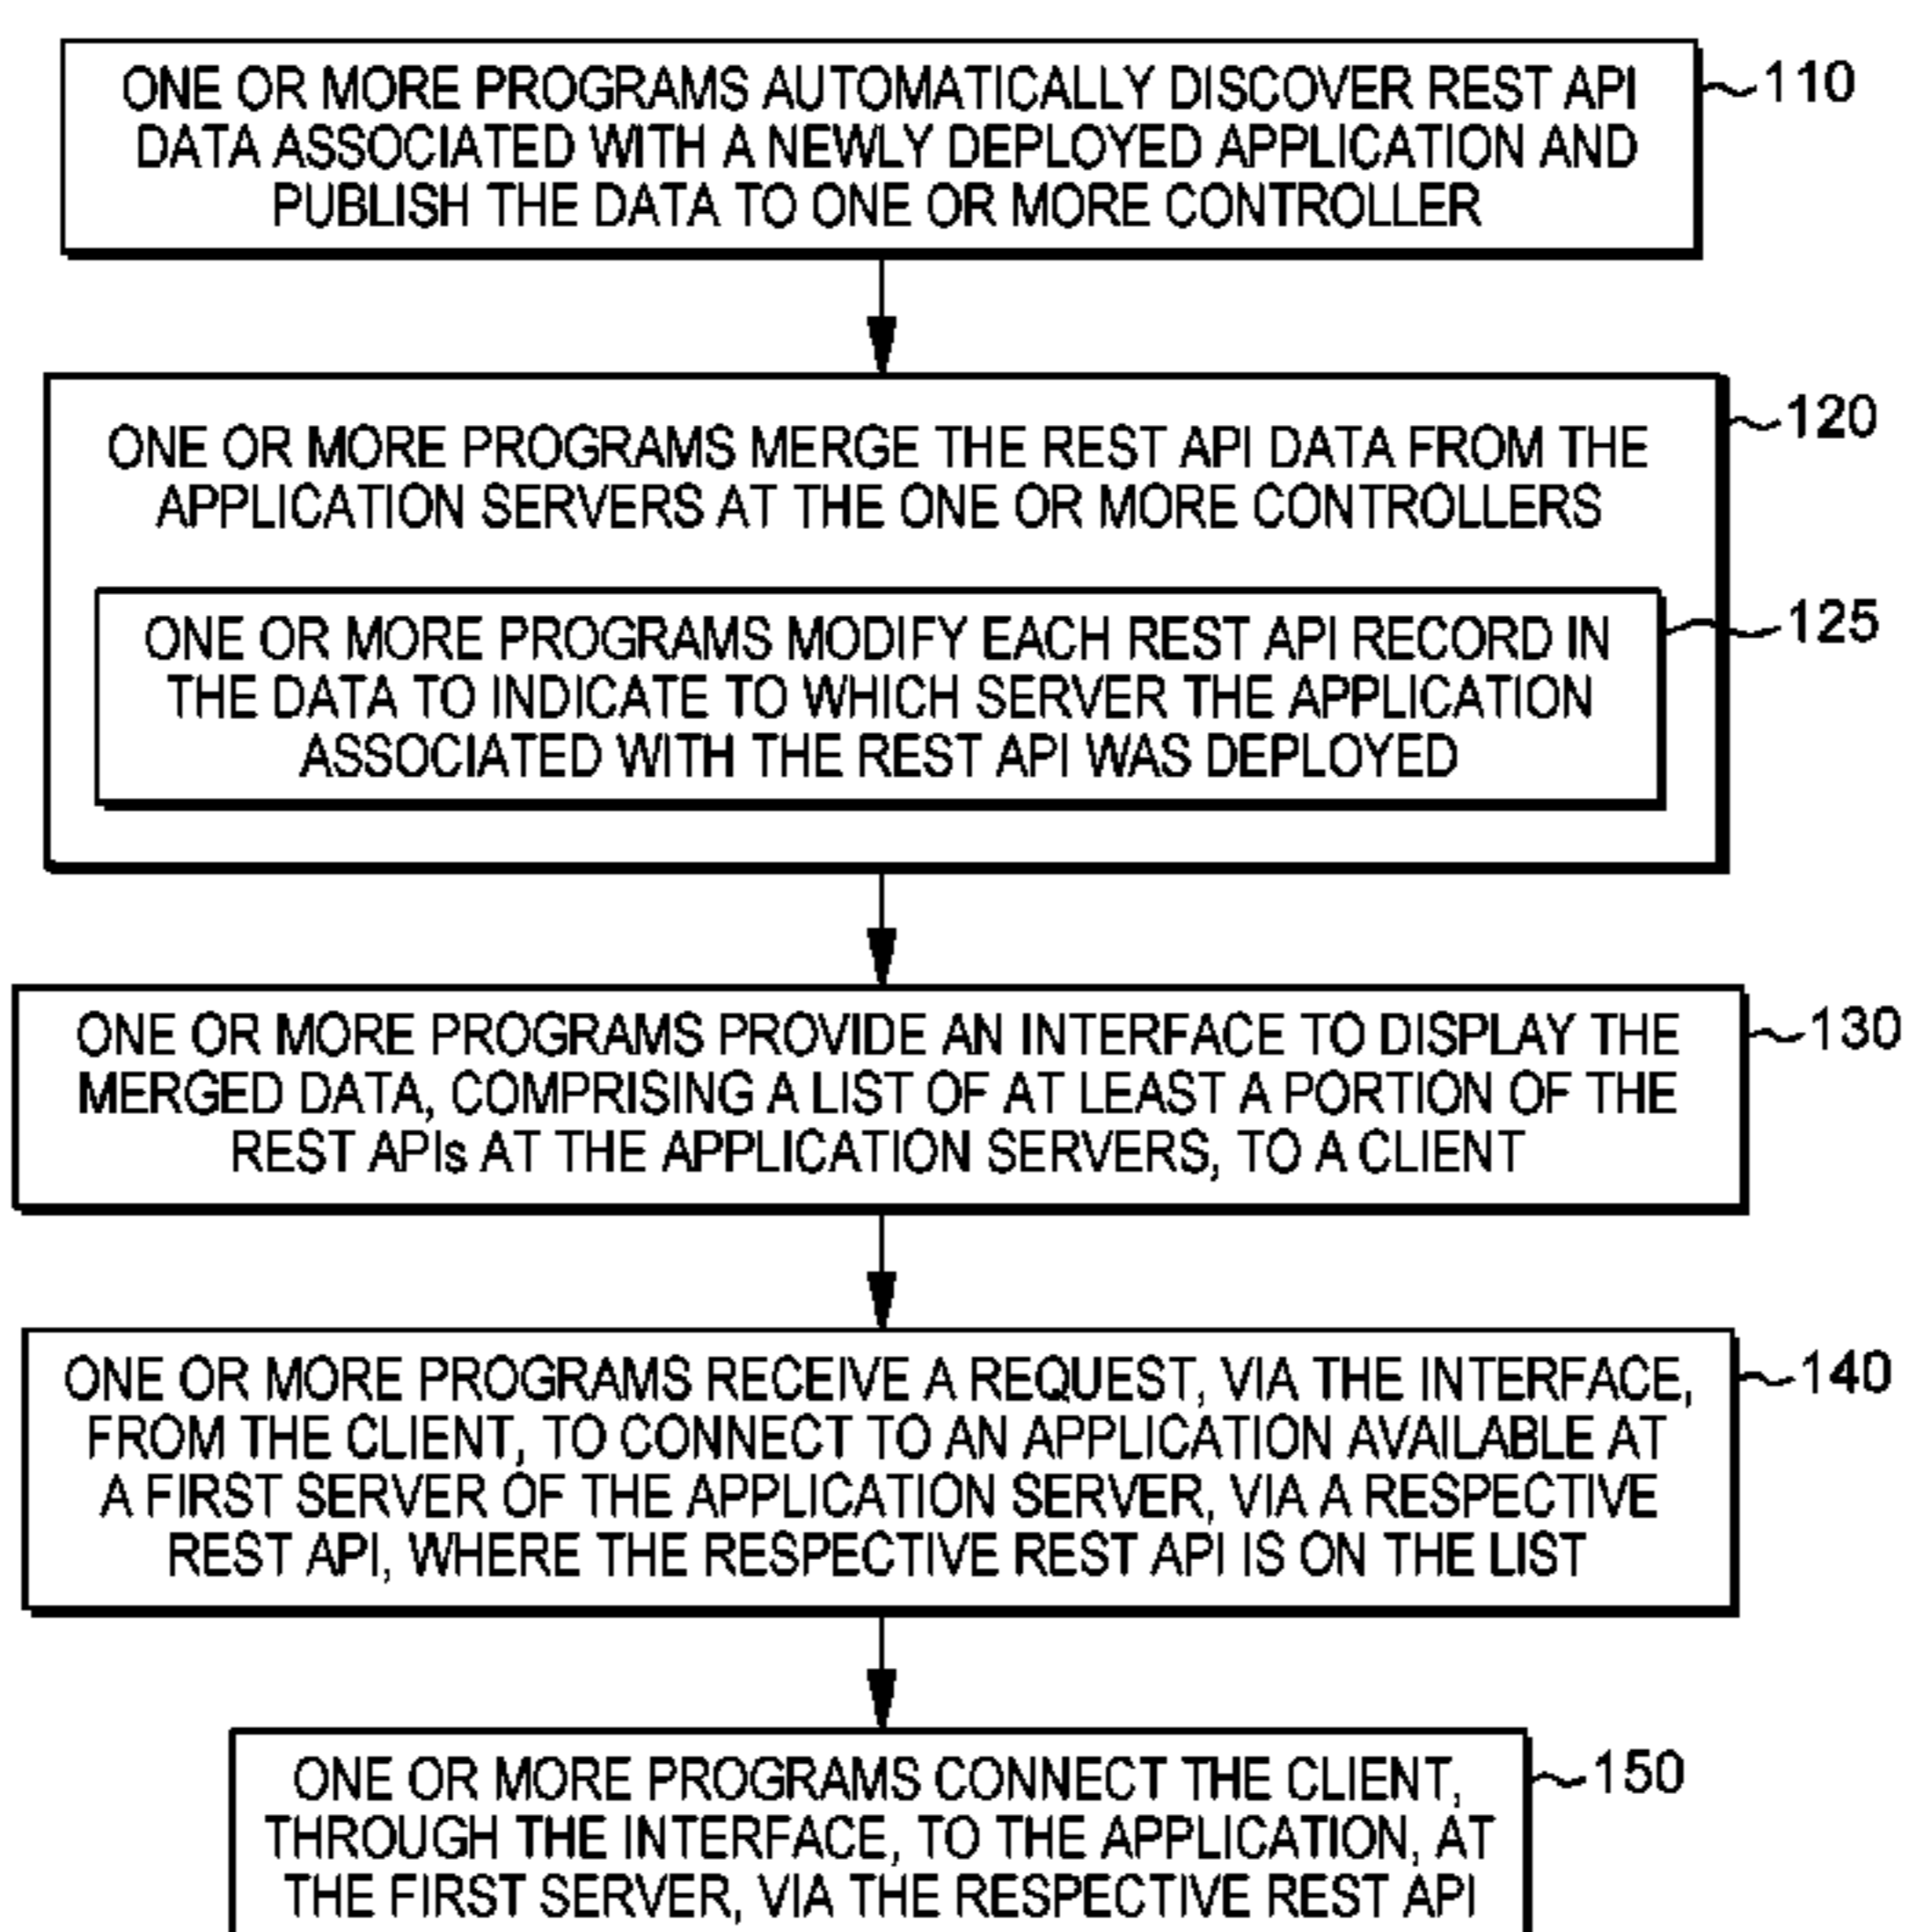 ONE OR MORE PROGRAMS AUTOMATICALLY DISCOVER REST API
DATA ASSOCIATED WITH A NEWLY DEPLOYED APPLICATION AND
PUBLISH THE DATA TO ONE OR MORE CONTROLLER
110
ONE OR MORE PROGRAMS MERGE THE REST API DATA FROM THE
APPLICATION SERVERS AT THE ONE OR MORE CONTROLLERS
120
ONE OR MORE PROGRAMS MODIFY EACH REST API RECORD IN
THE DATA TO INDICATE TO WHICH SERVER THE APPLICATION
ASSOCIATED WITH THE REST API WAS DEPLOYED
125
ONE OR MORE PROGRAMS PROVIDE AN INTERFACE TO DISPLAY THE
MERGED DATA, COMPRISING A LIST OF AT LEAST A PORTION OF THE
REST APIs AT THE APPLICATION SERVERS, TO A CLIENT
130
ONE OR MORE PROGRAMS RECEIVE A REQUEST, VIA THE INTERFACE,
FROM THE CLIENT, TO CONNECT TO AN APPLICATION AVAILABLE AT
A FIRST SERVER OF THE APPLICATION SERVER, VIA A RESPECTIVE
REST API, WHERE THE RESPECTIVE REST API IS ON THE LIST
140
ONE OR MORE PROGRAMS CONNECT THE CLIENT,
THROUGH THE INTERFACE, TO THE APPLICATION, AT
THE FIRST SERVER, VIA THE RESPECTIVE REST API
150